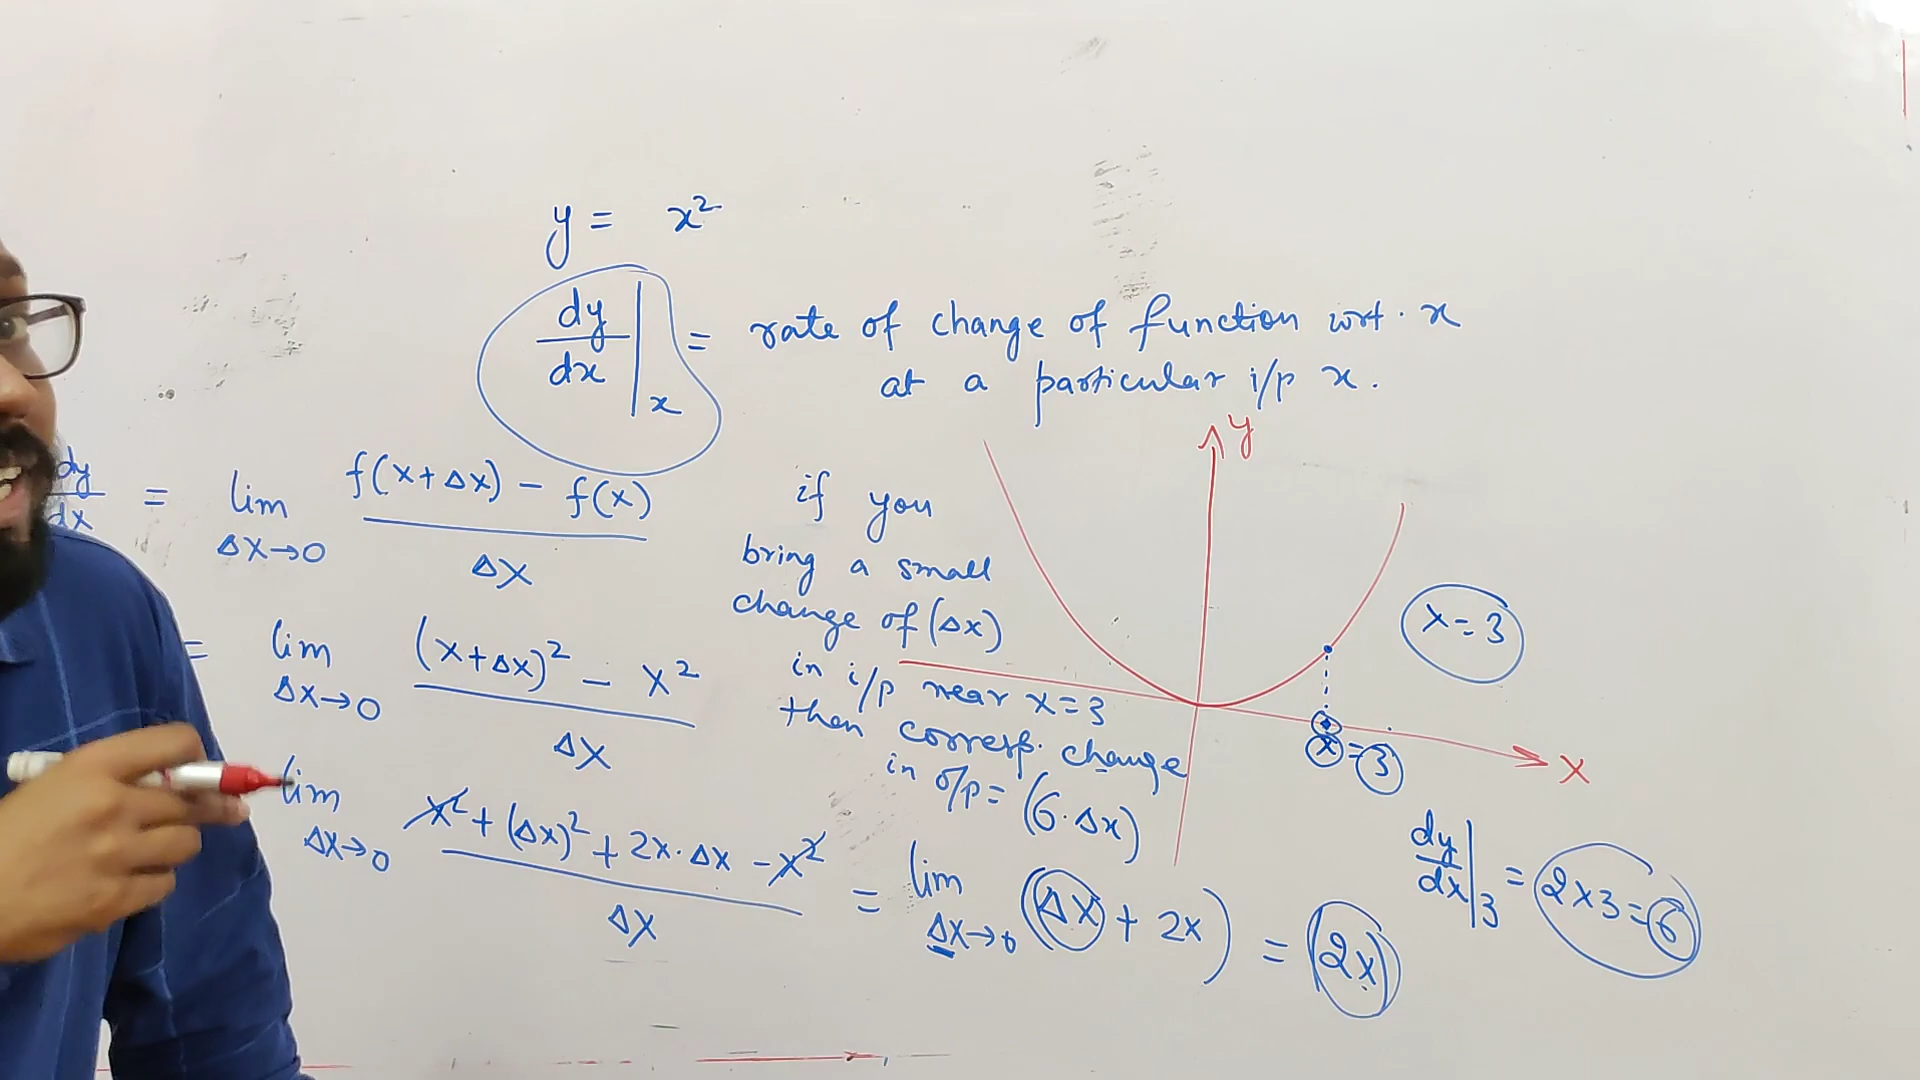 y = x²
dy/dx |x = rate of change of function wrt. x
at a particular i/p x.
dy/dx = lim Δx→0 (f(x+Δx) - f(x))/Δx
= lim Δx→0 ((x+Δx)² - x²)/Δx
lim Δx→0 (x² + (Δx)² + 2x·Δx - x²)/Δx = lim Δx→0 (Δx + 2x) = 2x
if you
bring a small
change of (Δx)
in i/p near x=3
then corresp. change
in o/p = (6·Δx)
y
x
x=3
x=3
dy/dx |3 = 2x3=6